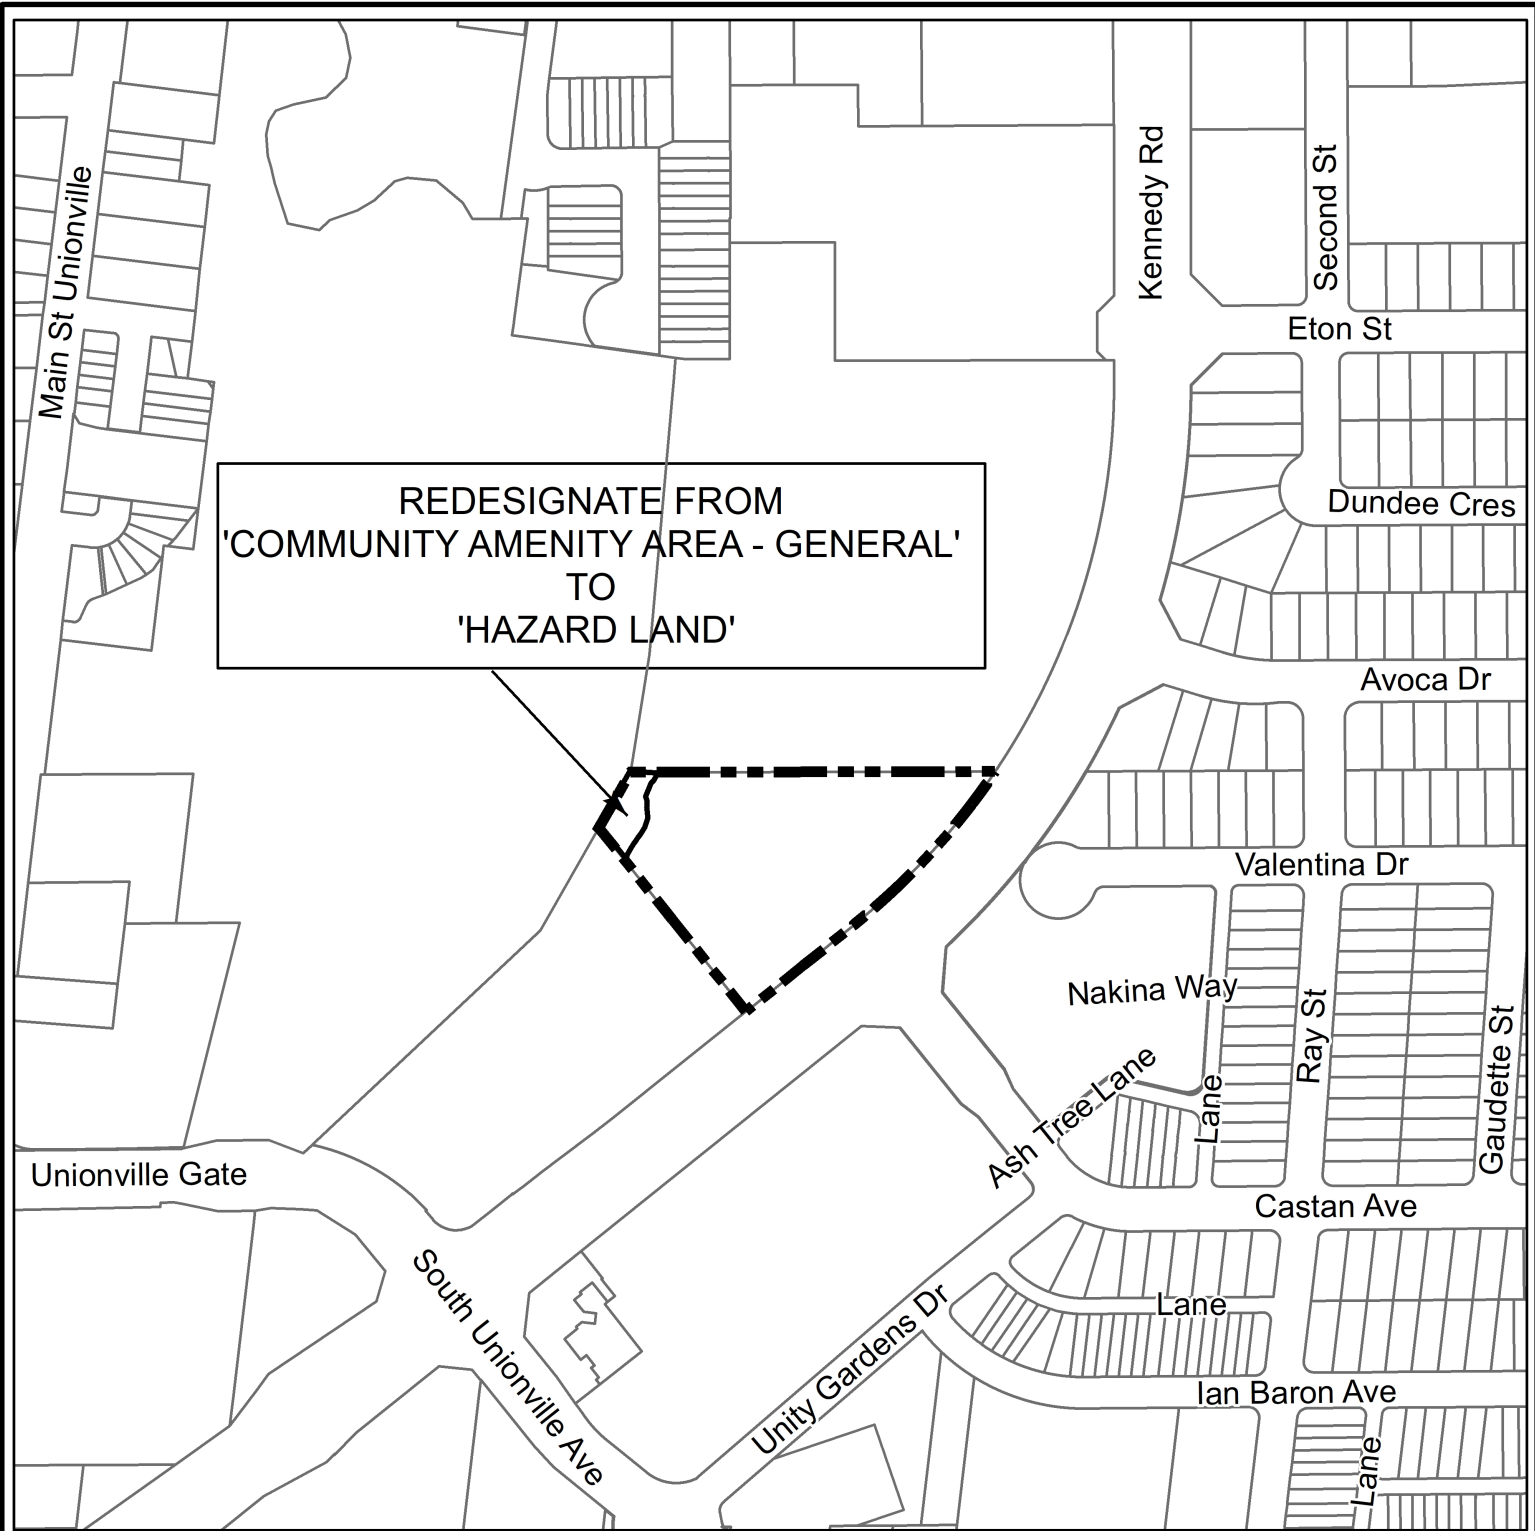 Main St Unionville
Kennedy Rd
Second St
Eton St
REDESIGNATE FROM
'COMMUNITY AMENITY AREA - GENERAL'
TO
'HAZARD LAND'
Dundee Cres
Avoca Dr
Valentina Dr
Nakina Way
Ray St
Gaudette St
Ash Tree Lane
Lane
Unionville Gate
Castan Ave
South Unionville Ave
Unity Gardens Dr
Lane
Ian Baron Ave
Lane